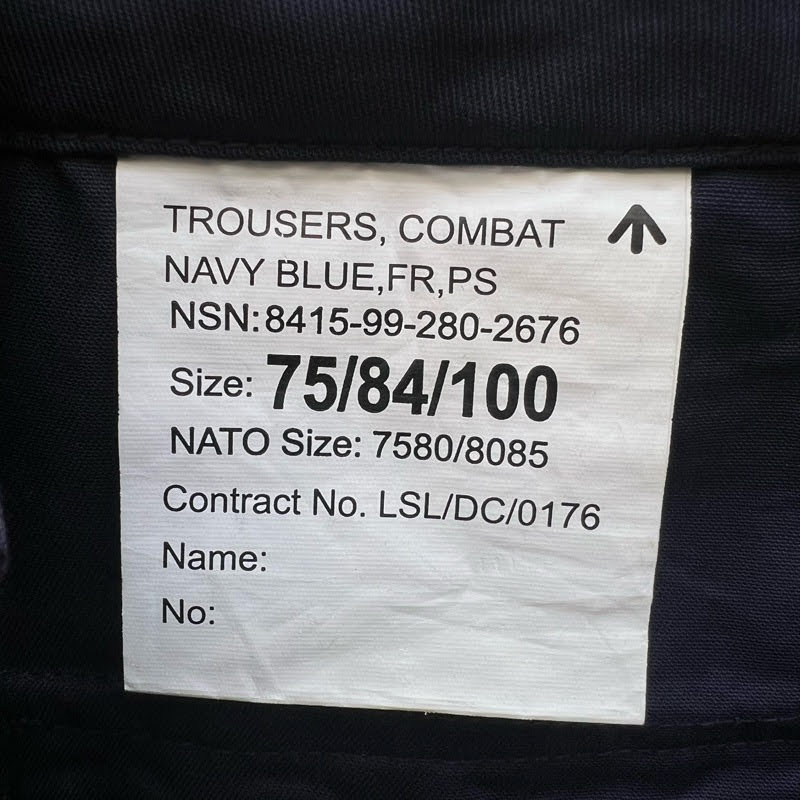 TROUSERS, COMBAT
NAVY BLUE,FR,PS
NSN:8415-99-280-2676
Size: 75/84/100
NATO Size: 7580/8085
Contract No. LSL/DC/0176
Name:
No: